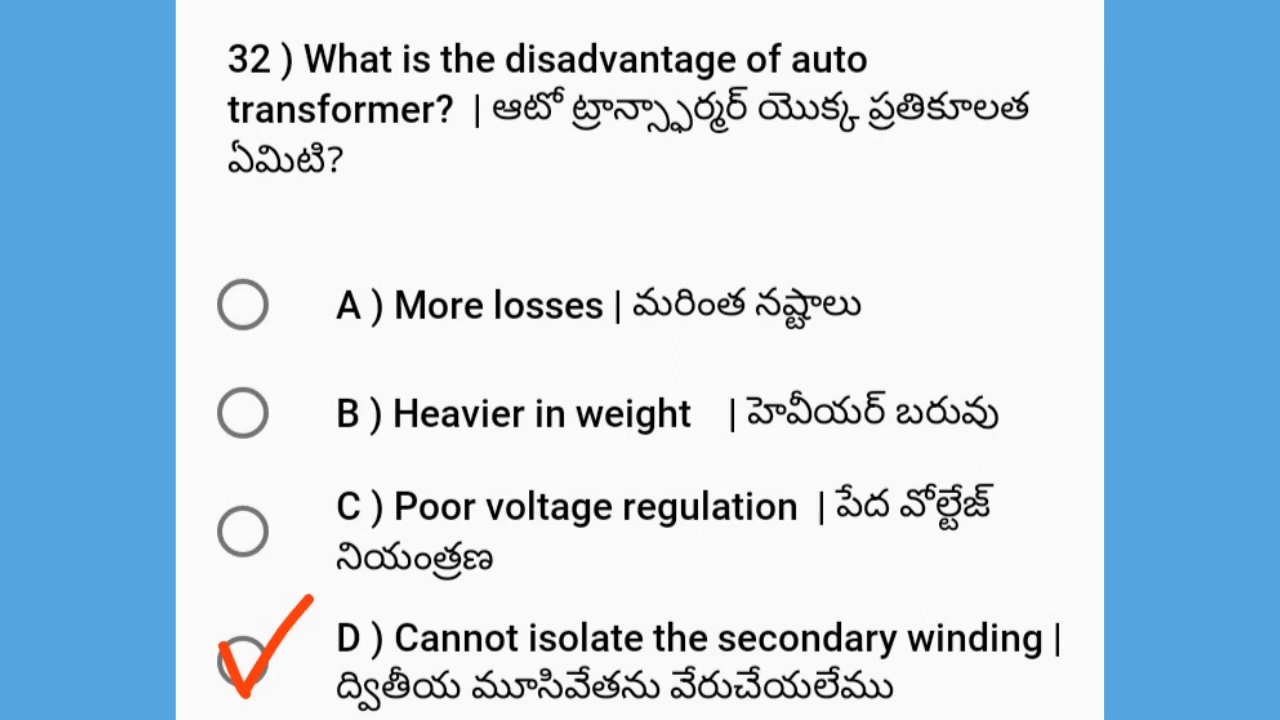 32 ) What is the disadvantage of auto
transformer? | ఆటో ట్రాన్స్ఫార్మర్ యొక్క ప్రతికూలత
ఏమిటి?
A ) More losses | మరింత నష్టాలు
B ) Heavier in weight | హెవీయర్ బరువు
C ) Poor voltage regulation | పేద వోల్టేజ్
నియంత్రణ
D ) Cannot isolate the secondary winding |
ద్వితీయ మూసివేతను వేరుచేయలేము